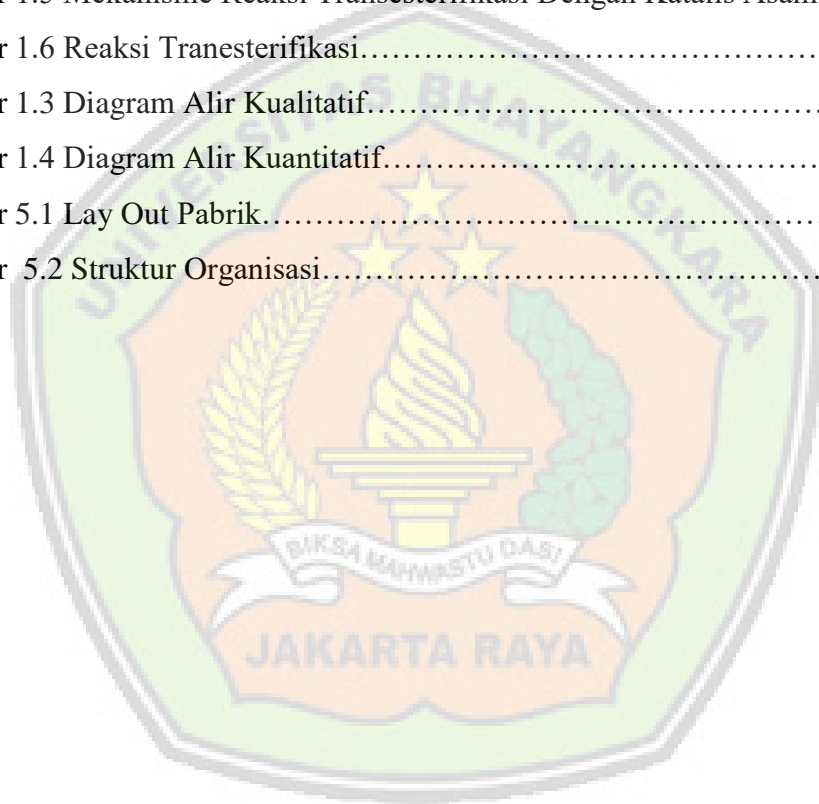 r 1.5 Mekanisme Reaksi Transesterifikasi Dengan Katalis Asam
r 1.6 Reaksi Tranesterifikasi……………………………………
r 1.3 Diagram Alir Kualitatif……………………………………
r 1.4 Diagram Alir Kuantitatif……………………………………
r 5.1 Lay Out Pabrik……………………………………………
r  5.2 Struktur Organisasi………………………………………
UNIVERSITAS BHAYANGKARA
BIKSA MAHWASTU DASI
JAKARTA RAYA